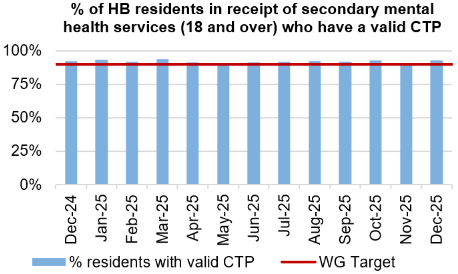 % of HB residents in receipt of secondary mental
health services (18 and over) who have a valid CTP
100%
75%
50%
25%
0%
Dec-24
Jan-25
Feb-25
Mar-25
Apr-25
May-25
Jun-25
Jul-25
Aug-25
Sep-25
Oct-25
Nov-25
Dec-25
% residents with valid CTP
WG Target